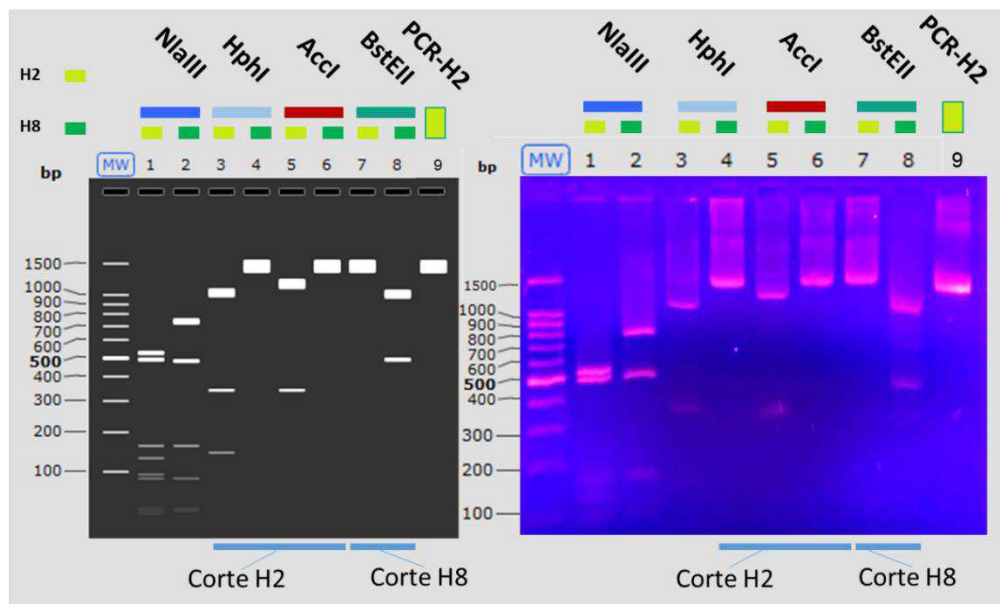 NlaIII HphI AccI BstEII PCR-H2
H2
H8
MW 1 2 3 4 5 6 7 8 9
bp
1500
1000
900
800
700
600
500
400
300
200
100
Corte H2 Corte H8
NlaIII HphI AccI BstEII PCR-H2
MW 1 2 3 4 5 6 7 8 9
bp
1500
1000
900
800
700
600
500
400
300
200
100
Corte H2 Corte H8